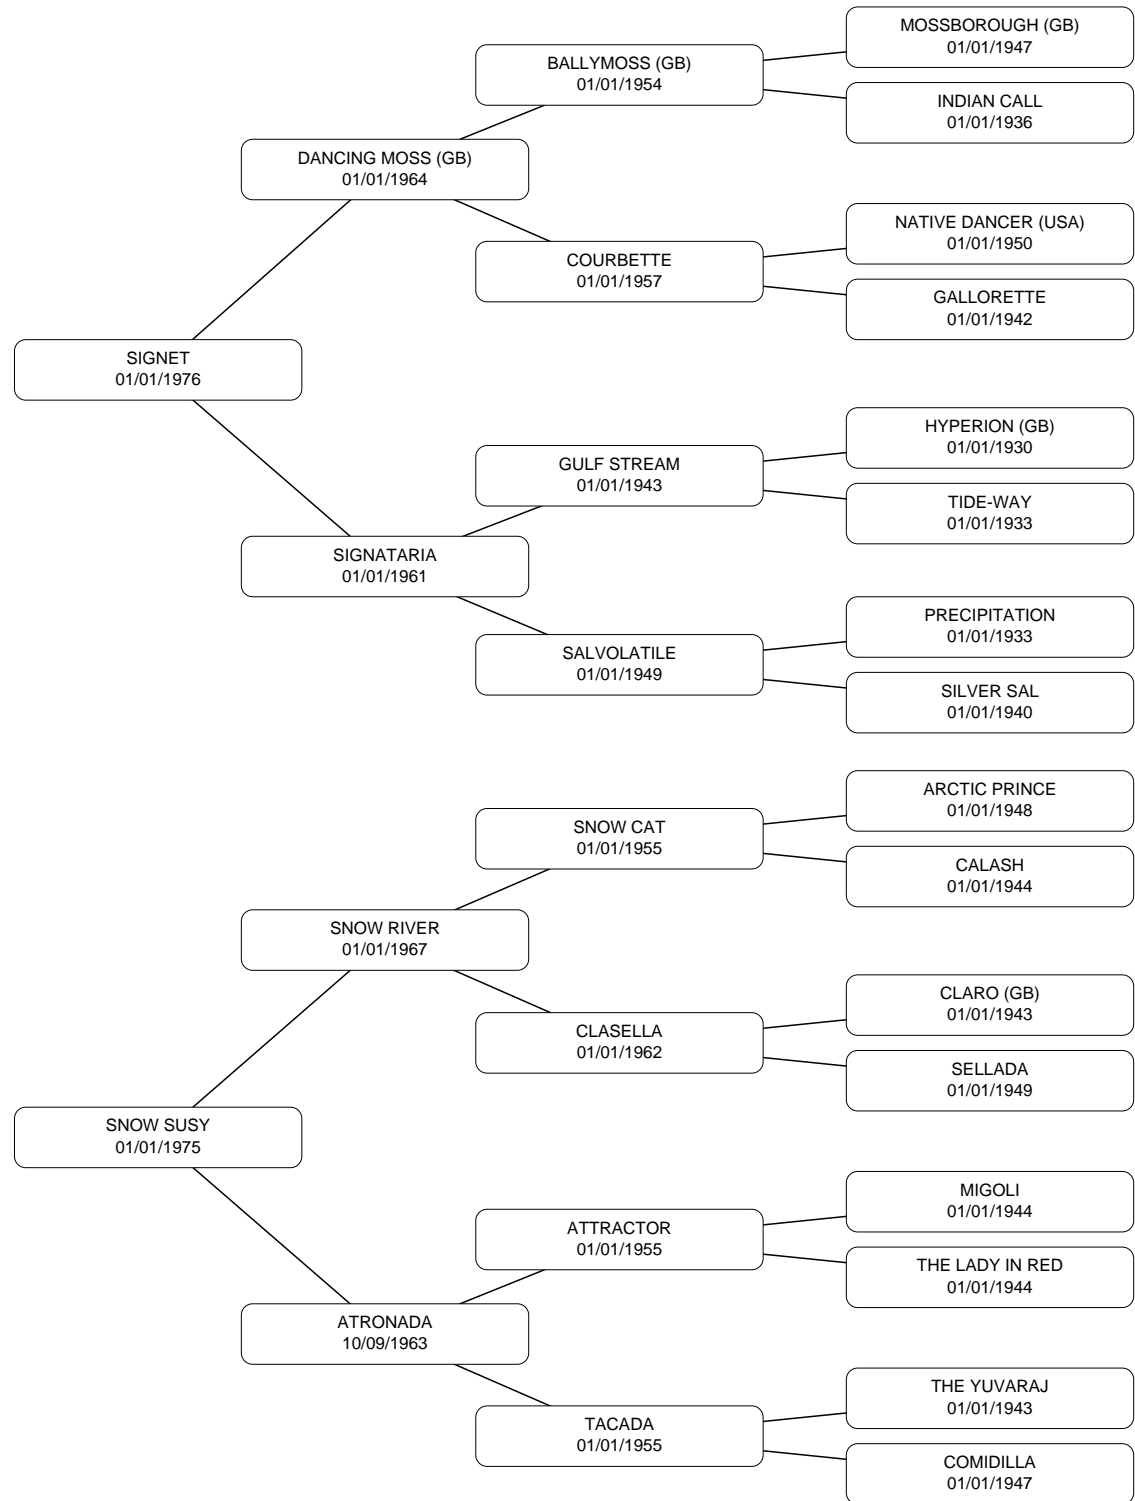 MOSSBOROUGH (GB)
01/01/1947
BALLYMOSS (GB)
01/01/1954
INDIAN CALL
01/01/1936
DANCING MOSS (GB)
01/01/1964
NATIVE DANCER (USA)
01/01/1950
COURBETTE
01/01/1957
GALLORETTE
01/01/1942
SIGNET
01/01/1976
HYPERION (GB)
01/01/1930
GULF STREAM
01/01/1943
TIDE-WAY
01/01/1933
SIGNATARIA
01/01/1961
PRECIPITATION
01/01/1933
SALVOLATILE
01/01/1949
SILVER SAL
01/01/1940
ARCTIC PRINCE
01/01/1948
SNOW CAT
01/01/1955
CALASH
01/01/1944
SNOW RIVER
01/01/1967
CLARO (GB)
01/01/1943
CLASELLA
01/01/1962
SELLADA
01/01/1949
SNOW SUSY
01/01/1975
MIGOLI
01/01/1944
ATTRACTOR
01/01/1955
THE LADY IN RED
01/01/1944
ATRONADA
10/09/1963
THE YUVARAJ
01/01/1943
TACADA
01/01/1955
COMIDILLA
01/01/1947